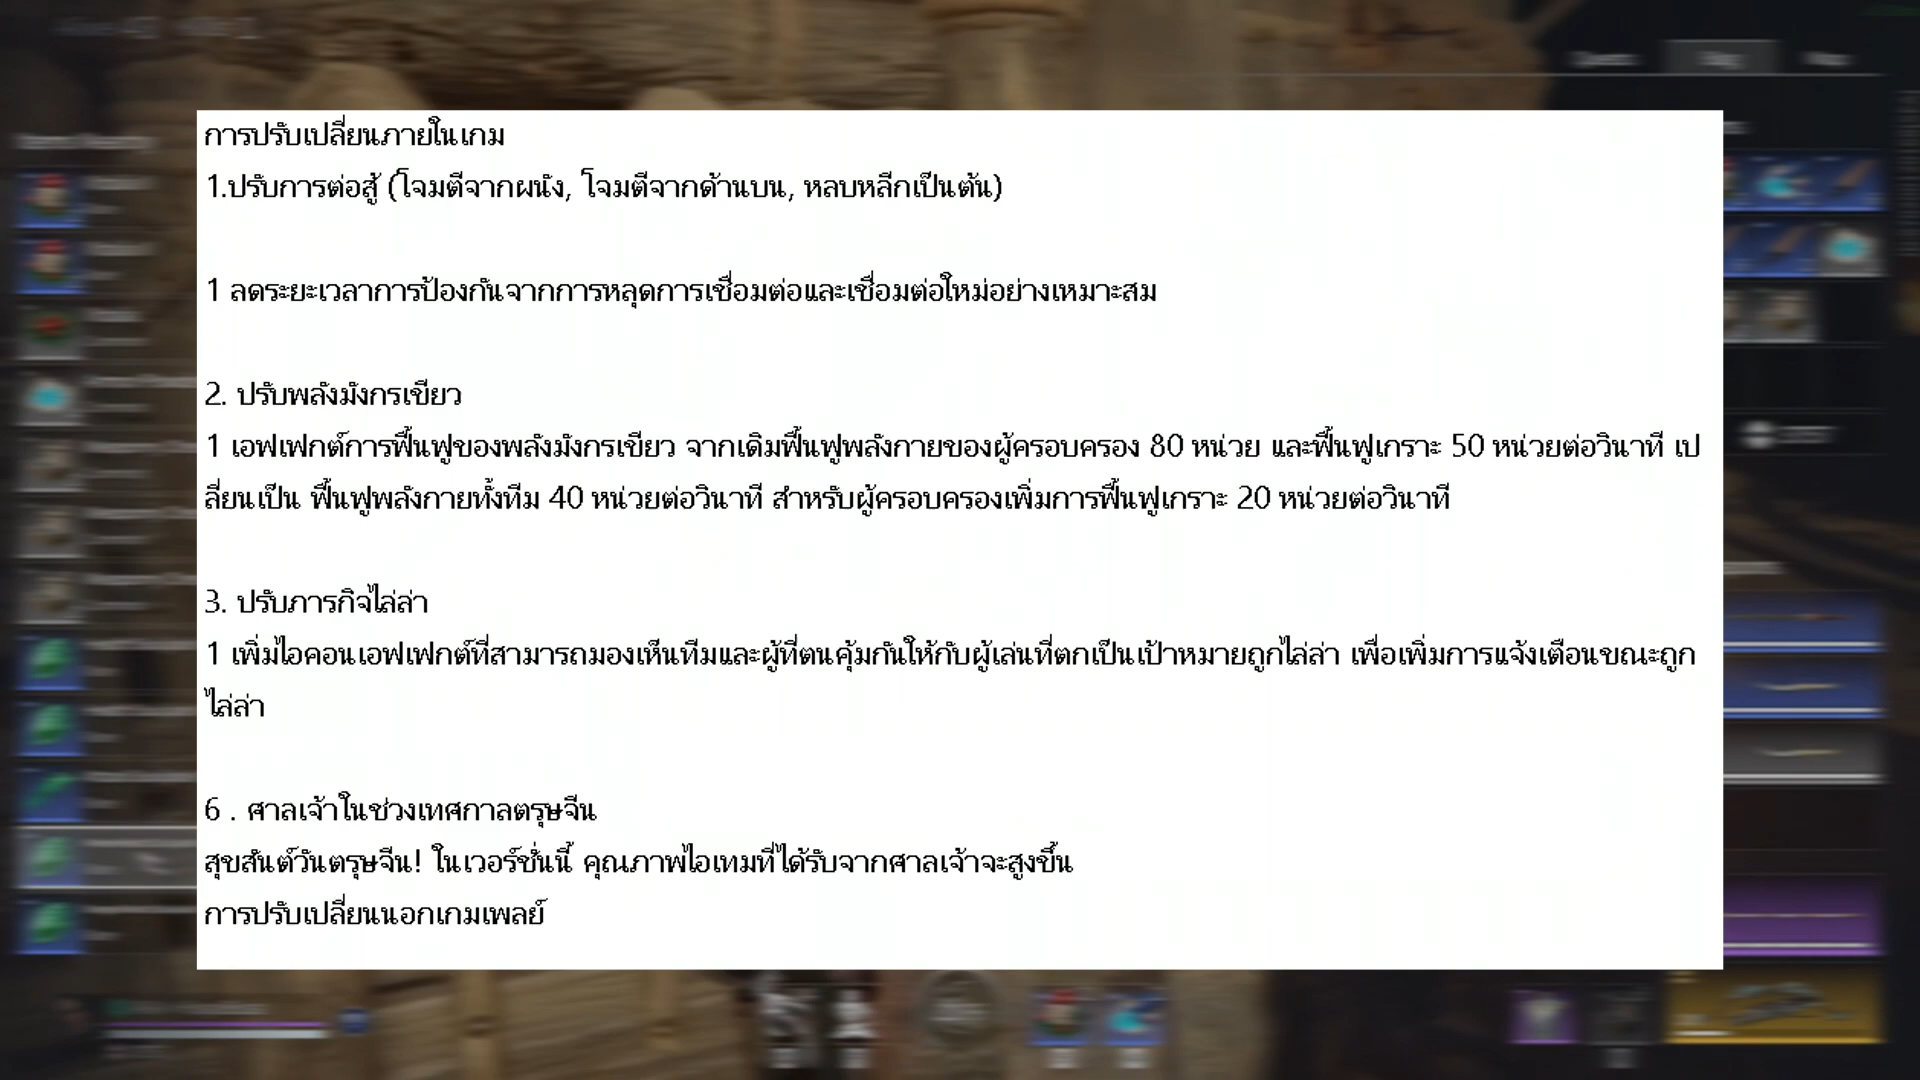 การปรับเปลี่ยนภายในเกม
1.ปรับการต่อสู้ (โจมตีจากผนัง, โจมตีจากด้านบน, หลบหลีกเป็นต้น)
1 ลดระยะเวลาการป้องกันจากการหลุดการเชื่อมต่อและเชื่อมต่อใหม่อย่างเหมาะสม
2. ปรับพลังมังกรเขียว
1 เอฟเฟกต์การฟื้นฟูของพลังมังกรเขียว จากเดิมฟื้นฟูพลังกายของผู้ครอบครอง 80 หน่วย และฟื้นฟูเกราะ 50 หน่วยต่อวินาที เป
ลี่ยนเป็น ฟื้นฟูพลังกายทั้งทีม 40 หน่วยต่อวินาที สำหรับผู้ครอบครองเพิ่มการฟื้นฟูเกราะ 20 หน่วยต่อวินาที
3. ปรับภารกิจไล่ล่า
1 เพิ่มไอคอนเอฟเฟกต์ที่สามารถมองเห็นทีมและผู้ที่ตนคุ้มกันให้กับผู้เล่นที่ตกเป็นเป้าหมายถูกไล่ล่า เพื่อเพิ่มการแจ้งเตือนขณะถูก
ไล่ล่า
6 . ศาลเจ้าในช่วงเทศกาลตรุษจีน
สุขสันต์วันตรุษจีน! ในเวอร์ชั่นนี้ คุณภาพไอเทมที่ได้รับจากศาลเจ้าจะสูงขึ้น
การปรับเปลี่ยนนอกเกมเพลย์